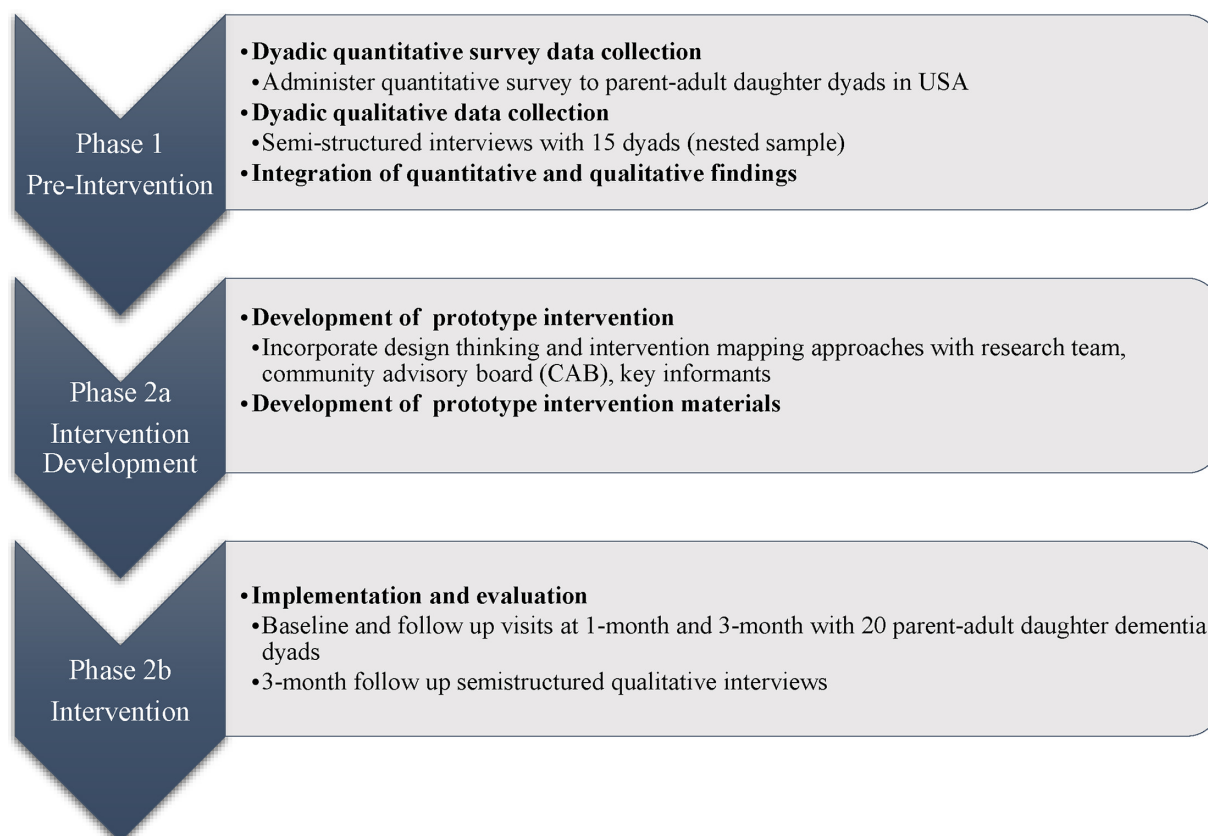 Phase 1
Pre-Intervention
•Dyadic quantitative survey data collection
•Administer quantitative survey to parent-adult daughter dyads in USA
•Dyadic qualitative data collection
•Semi-structured interviews with 15 dyads (nested sample)
•Integration of quantitative and qualitative findings
Phase 2a
Intervention
Development
•Development of prototype intervention
•Incorporate design thinking and intervention mapping approaches with research team,
community advisory board (CAB), key informants
•Development of prototype intervention materials
Phase 2b
Intervention
•Implementation and evaluation
•Baseline and follow up visits at 1-month and 3-month with 20 parent-adult daughter dementia
dyads
•3-month follow up semistructured qualitative interviews